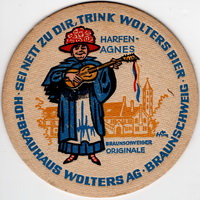 SEI NETT ZU DIR, TRINK WOLTERS BIER
HARFEN-
AGNES
BRAUNSCHWEIGER
ORIGINALE
HOFBRAUHAUS WOLTERS AG · BRAUNSCHWEIG